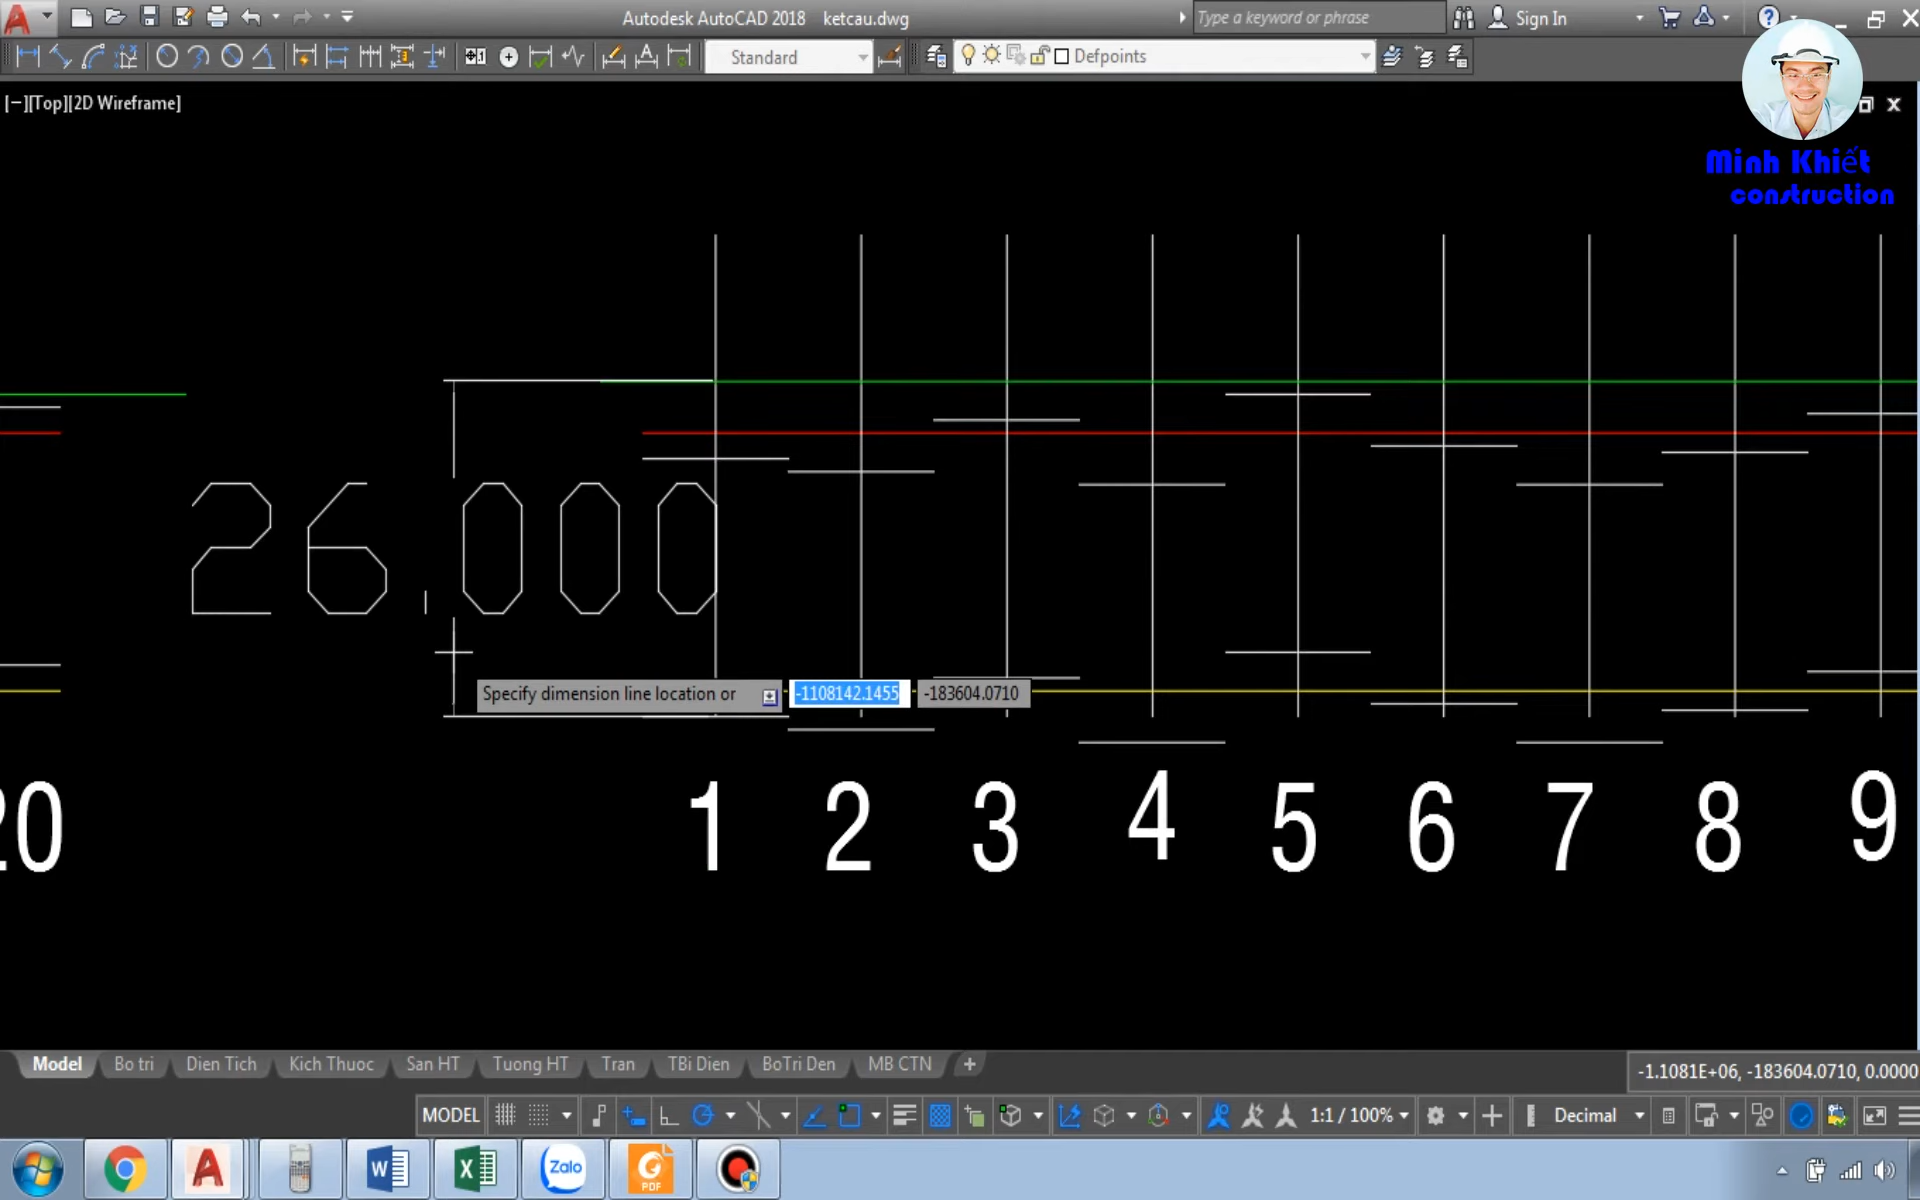 Autodesk AutoCAD 2018 ketcau.dwg
Type a keyword or phrase
Sign In
Standard
Defpoints
[−][Top][2D Wireframe]
Minh Khiết
construction
26,000
Specify dimension line location or
-1108142.1455
-183604.0710
20
1 2 3 4 5 6 7 8 9
Model Bo tri Dien Tich Kich Thuoc San HT Tuong HT Tran TBi Dien BoTri Den MB CTN +
-1.1081E+06, -183604.0710, 0.0000
MODEL
1:1 / 100%
Decimal
Zalo
PDF